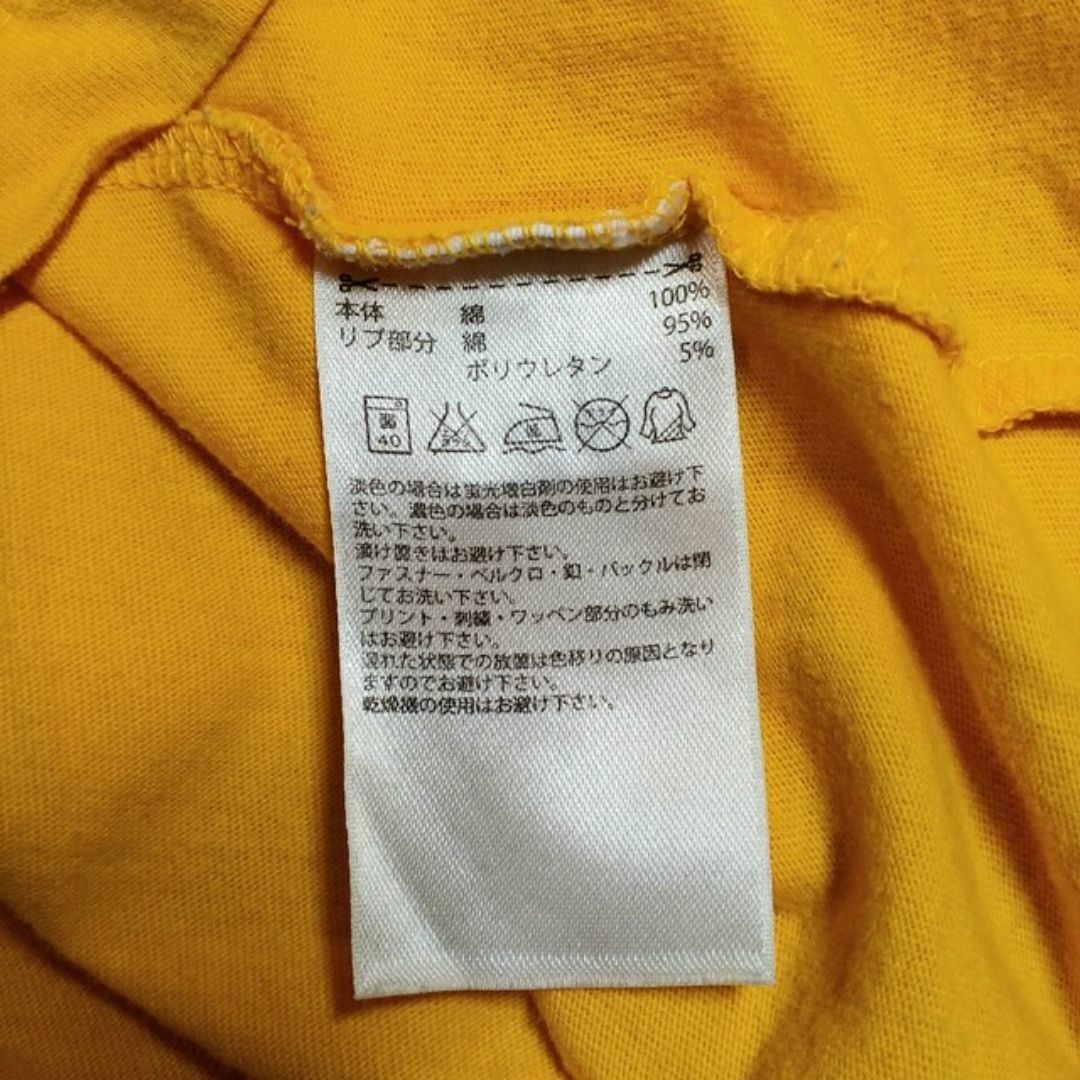 本体 綿 100%
リブ部分 綿 95%
ポリウレタン 5%
40
淡色の場合は蛍光増白剤の使用はお避け下
さい。濃色の場合は淡色のものと分けてお
洗い下さい。
漬け置きはお避け下さい。
ファスナー・ベルクロ・釦・バックルは閉
じてお洗い下さい。
プリント・刺繍・ワッペン部分のもみ洗い
はお避け下さい。
濡れた状態での放置は色移りの原因となり
ますのでお避け下さい。
乾燥機の使用はお避け下さい。